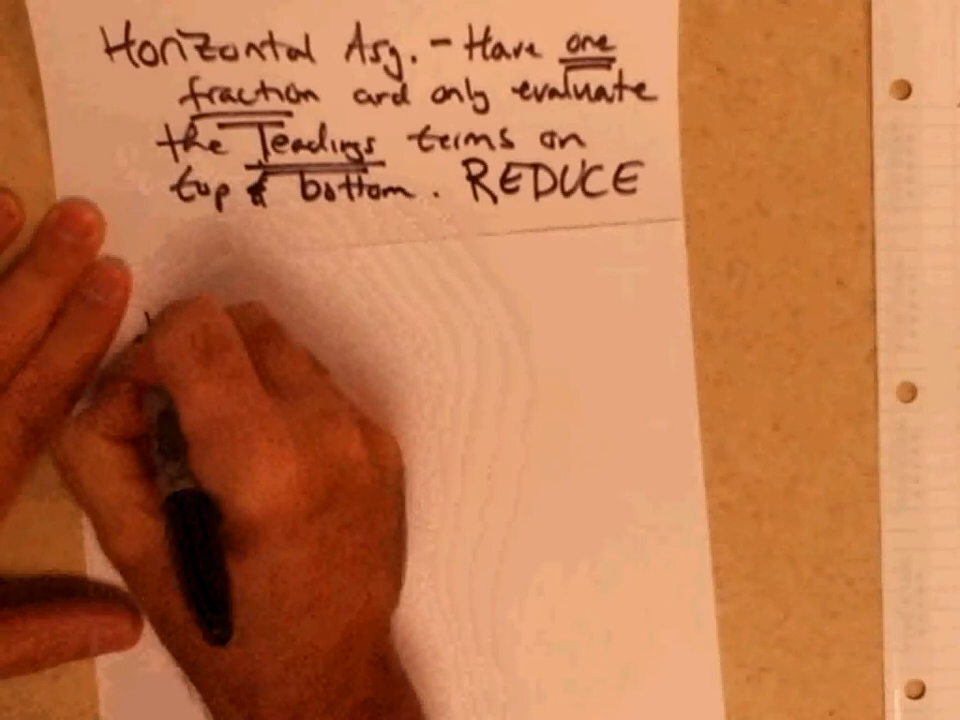 Horizontal Asy. - Have one
fraction and only evaluate
the Leadings terms on
top & bottom. REDUCE